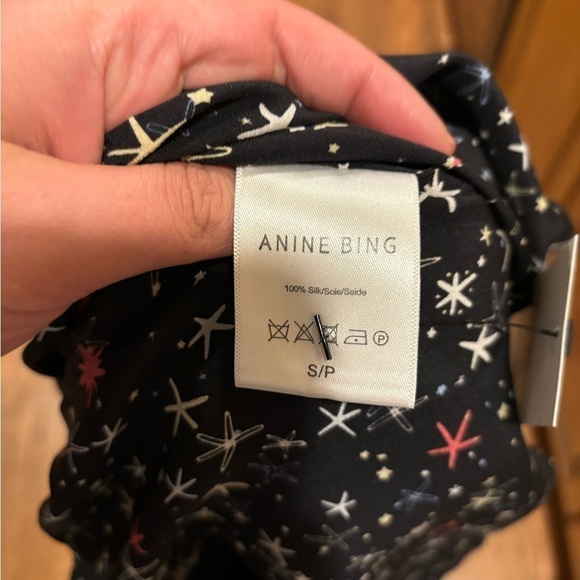 ANINE BING
100% Silk/Soie/Seide
P
S/P